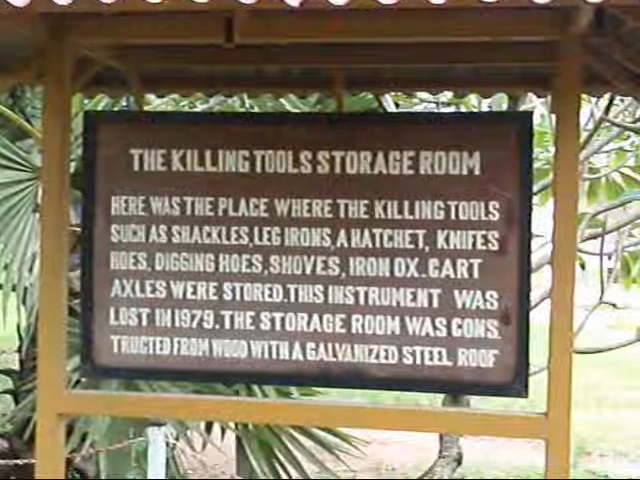 THE KILLING TOOLS STORAGE ROOM
HERE WAS THE PLACE WHERE THE KILLING TOOLS
SUCH AS SHACKLES, LEG IRONS, A HATCHET, KNIFES
HOES, DIGGING HOES, SHOVES, IRON OX. CART
AXLES WERE STORED. THIS INSTRUMENT WAS
LOST IN 1979. THE STORAGE ROOM WAS CONS.
TRUCTED FROM WOOD WITH A GALVANIZED STEEL ROOF